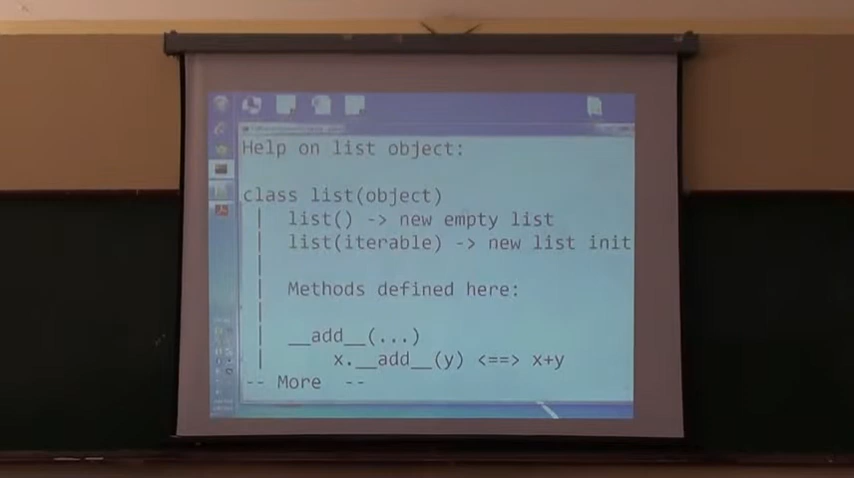 Help on list object:
class list(object)
 |  list() -> new empty list
 |  list(iterable) -> new list init
 |
 |  Methods defined here:
 |
 |  __add__(...)
 |      x.__add__(y) <==> x+y
-- More  --